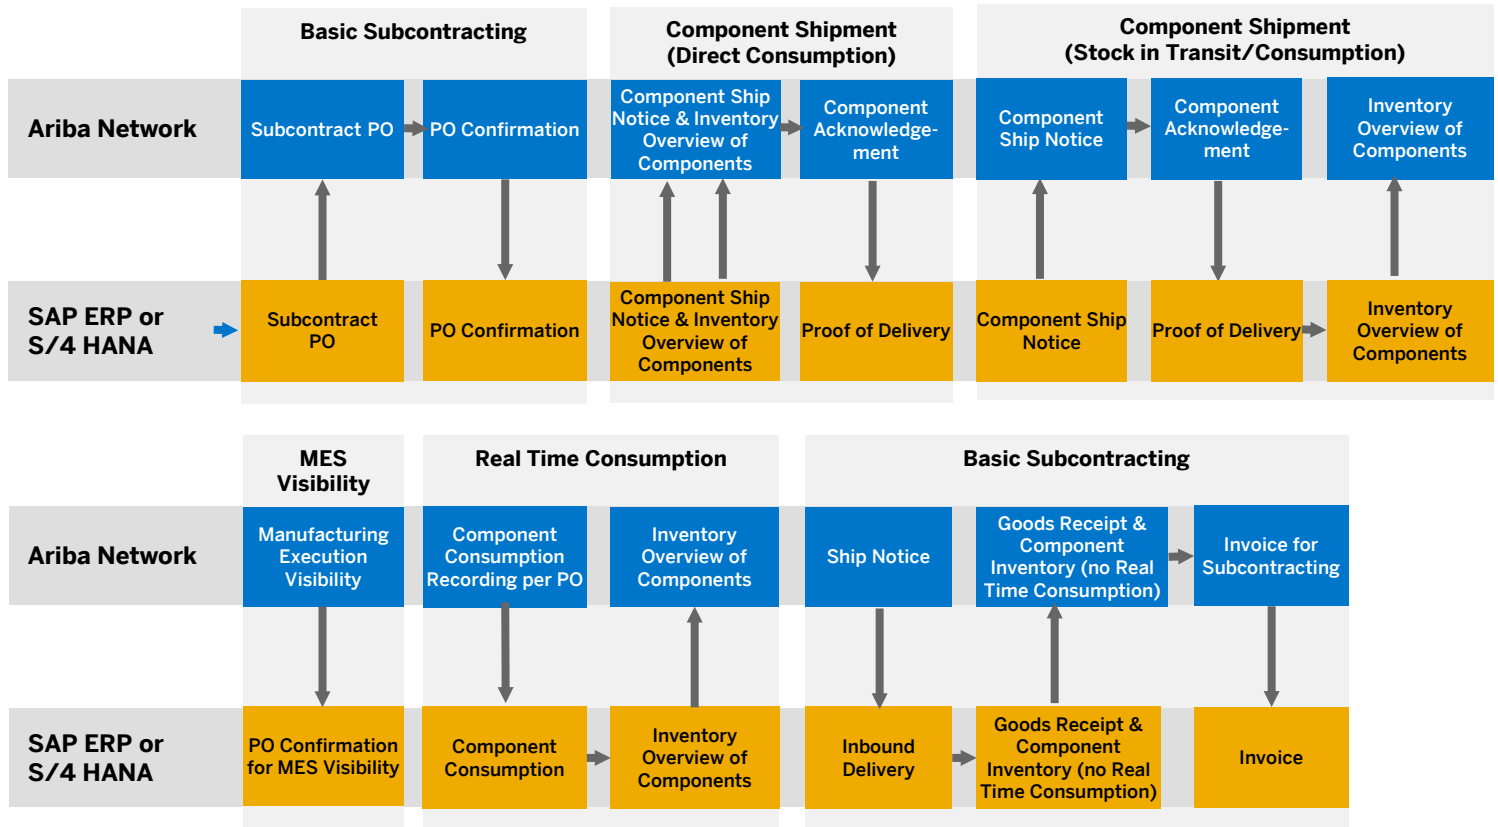 Basic Subcontracting
Component Shipment
(Direct Consumption)
Component Shipment
(Stock in Transit/Consumption)
Ariba Network
Subcontract PO
PO Confirmation
Component Ship
Notice & Inventory
Overview of
Components
Component
Acknowledge-
ment
Component
Ship Notice
Component
Acknowledge-
ment
Inventory
Overview of
Components
SAP ERP or
S/4 HANA
Subcontract
PO
PO Confirmation
Component Ship
Notice & Inventory
Overview of
Components
Proof of Delivery
Component Ship
Notice
Proof of Delivery
Inventory
Overview of
Components
MES
Visibility
Real Time Consumption
Basic Subcontracting
Ariba Network
Manufacturing
Execution
Visibility
Component
Consumption
Recording per PO
Inventory
Overview of
Components
Ship Notice
Goods Receipt &
Component
Inventory (no Real
Time Consumption)
Invoice for
Subcontracting
SAP ERP or
S/4 HANA
PO Confirmation
for MES Visibility
Component
Consumption
Inventory
Overview of
Components
Inbound
Delivery
Goods Receipt &
Component
Inventory (no Real
Time Consumption)
Invoice